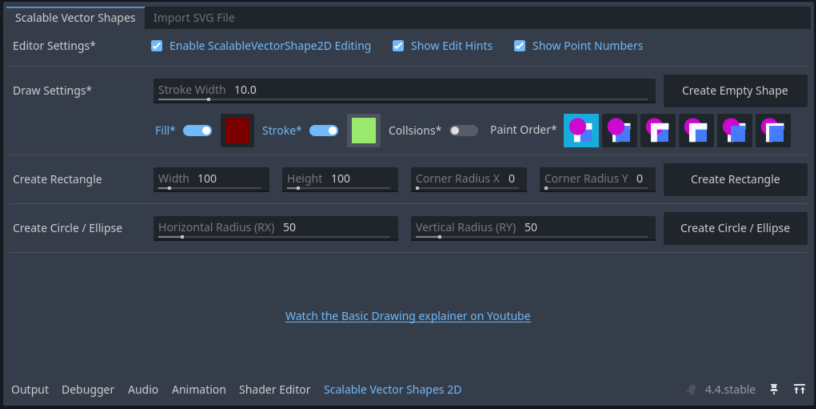 Scalable Vector Shapes Import SVG File
Editor Settings* Enable ScalableVectorShape2D Editing Show Edit Hints Show Point Numbers
Draw Settings* Stroke Width 10.0 Create Empty Shape
Fill* Stroke* Collsions* Paint Order*
Create Rectangle Width 100 Height 100 Corner Radius X 0 Corner Radius Y 0 Create Rectangle
Create Circle / Ellipse Horizontal Radius (RX) 50 Vertical Radius (RY) 50 Create Circle / Ellipse
Watch the Basic Drawing explainer on Youtube
Output Debugger Audio Animation Shader Editor Scalable Vector Shapes 2D 4.4.stable